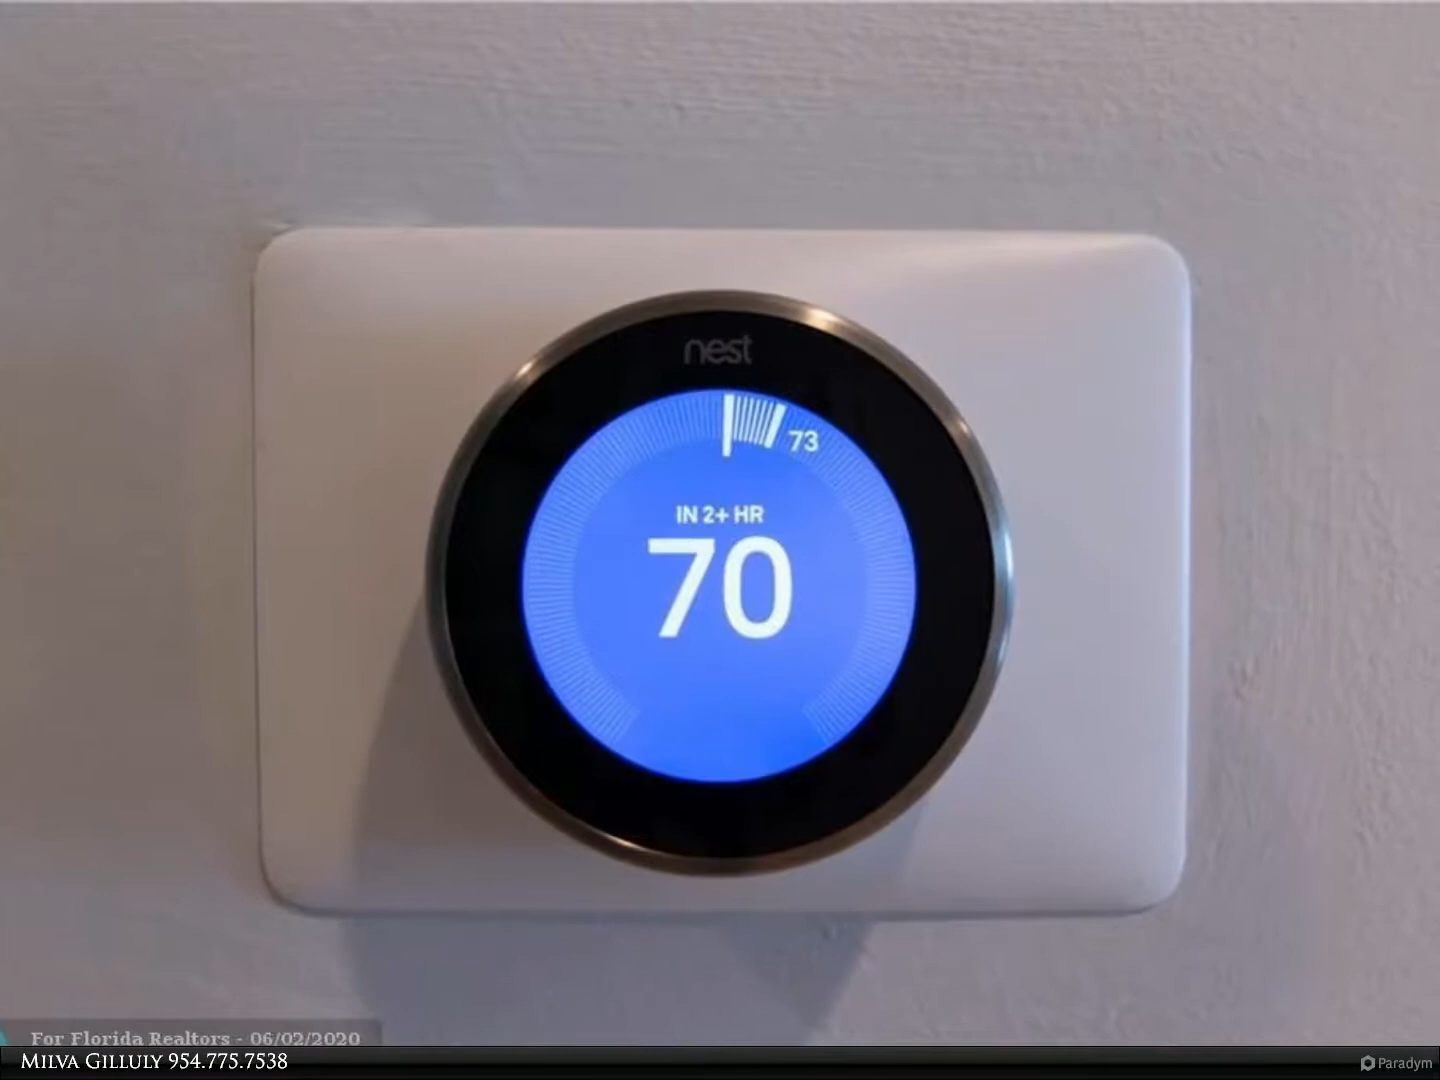 nest
73
IN 2+ HR
70
For Florida Realtors - 06/02/2020
MILVA GILLULY 954.775.7538
Paradym